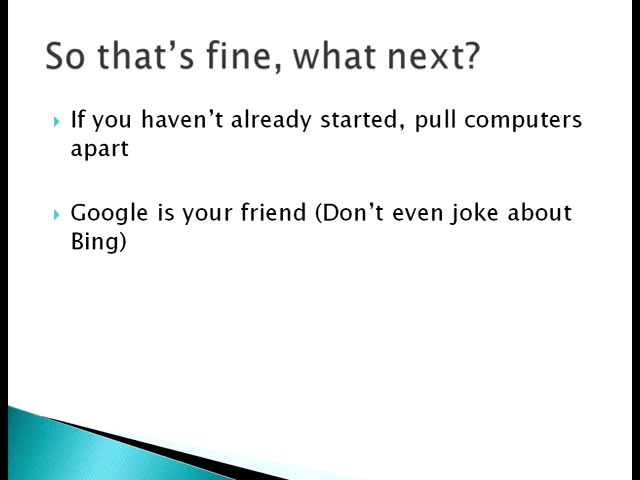 So that’s fine, what next?
If you haven’t already started, pull computers
apart
Google is your friend (Don’t even joke about
Bing)